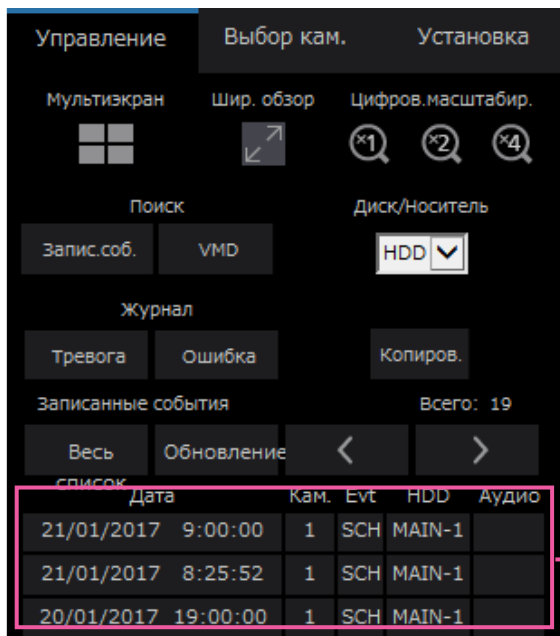 Управление Выбор кам. Установка
Мультиэкран Шир. обзор Цифров.масштабир.
×1 ×2 ×4
Поиск Диск/Носитель
Запис.соб. VMD HDD
Журнал
Тревога Ошибка Копиров.
Записанные события Всего: 19
Весь список Обновление < >
Дата Кам. Evt HDD Аудио
21/01/2017 9:00:00 1 SCH MAIN-1
21/01/2017 8:25:52 1 SCH MAIN-1
20/01/2017 19:00:00 1 SCH MAIN-1